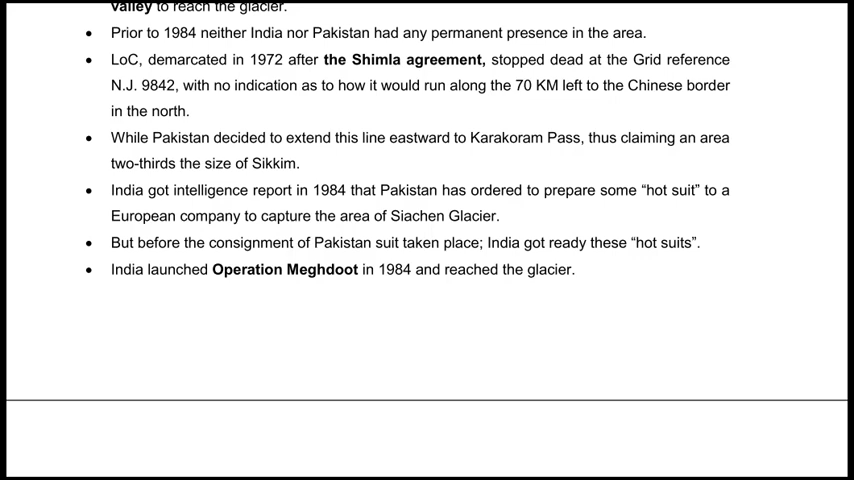 valley to reach the glacier.
• Prior to 1984 neither India nor Pakistan had any permanent presence in the area.
• LoC, demarcated in 1972 after the Shimla agreement, stopped dead at the Grid reference
N.J. 9842, with no indication as to how it would run along the 70 KM left to the Chinese border
in the north.
• While Pakistan decided to extend this line eastward to Karakoram Pass, thus claiming an area
two-thirds the size of Sikkim.
• India got intelligence report in 1984 that Pakistan has ordered to prepare some “hot suit” to a
European company to capture the area of Siachen Glacier.
• But before the consignment of Pakistan suit taken place; India got ready these “hot suits”.
• India launched Operation Meghdoot in 1984 and reached the glacier.